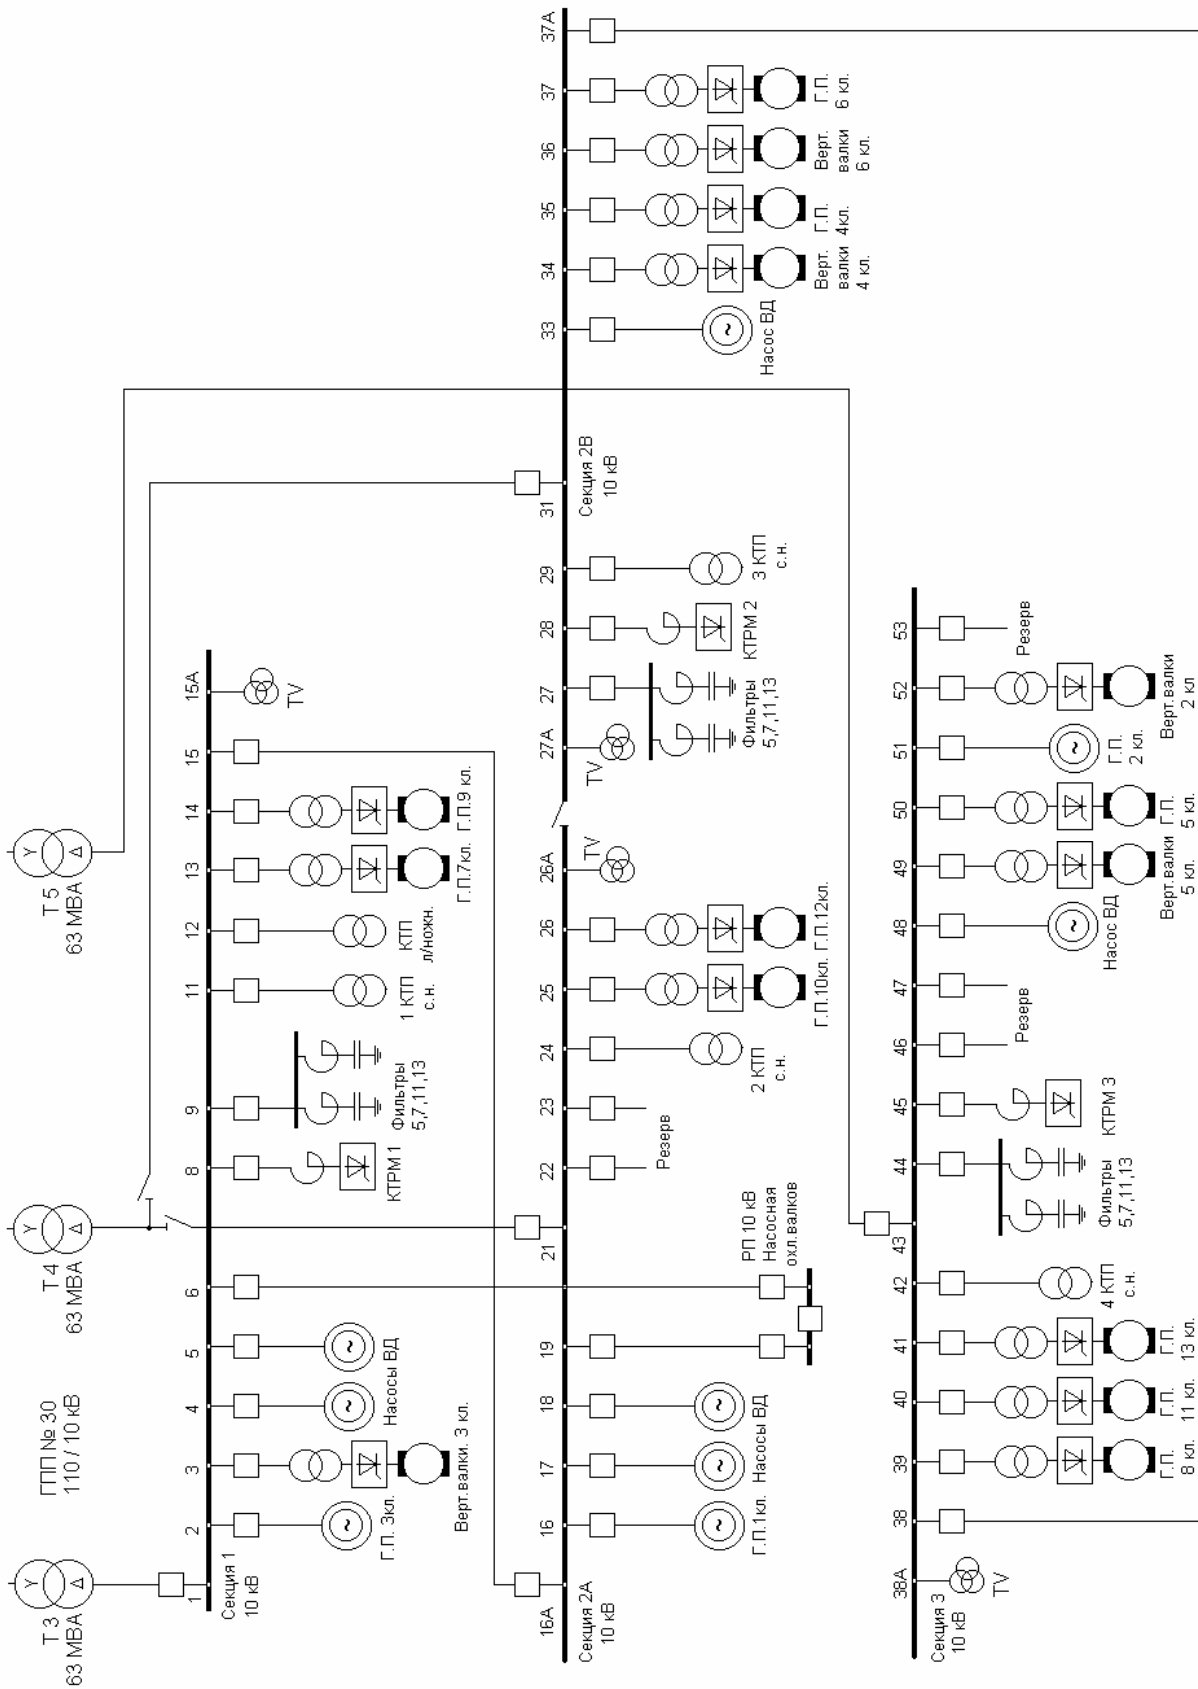 ГПП № 30
110 / 10 кВ
Т 3
63 МВА
Т 4
63 МВА
Т 5
63 МВА
Секция 1
10 кВ
1
2
3
4
5
6
8
9
11
12
13
14
15
15А
Г.П. 3кл.
Верт.валки. 3 кл.
Насосы ВД
КТРМ 1
Фильтры
5,7,11,13
1 КТП
с.н.
КТП
л/ножн.
Г.П.7кл.
Г.П.9 кл.
TV
Секция 2А
10 кВ
16А
16
17
18
19
21
22
23
24
25
26
26А
Г.П.1кл.
Насосы ВД
РП 10 кВ
Насосная
охл.валков
Резерв
2 КТП
с.н.
Г.П.10кл.
Г.П.12кл.
TV
27А
27
28
29
31
33
34
35
36
37
37А
TV
Фильтры
5,7,11,13
КТРМ 2
3 КТП
с.н.
Секция 2В
10 кВ
Насос ВД
Верт.
валки
4 кл.
Г.П.
4кл.
Верт.
валки
6 кл.
Г.П.
6 кл.
Секция 3
10 кВ
38А
38
39
40
41
42
43
44
45
46
47
48
49
50
51
52
53
TV
Г.П.
8 кл.
Г.П.
11 кл.
Г.П.
13 кл.
4 КТП
с.н.
Фильтры
5,7,11,13
КТРМ 3
Резерв
Насос ВД
Верт.валки
5 кл.
Г.П.
5 кл.
Г.П.
2 кл.
Верт.валки
2 кл
Резерв